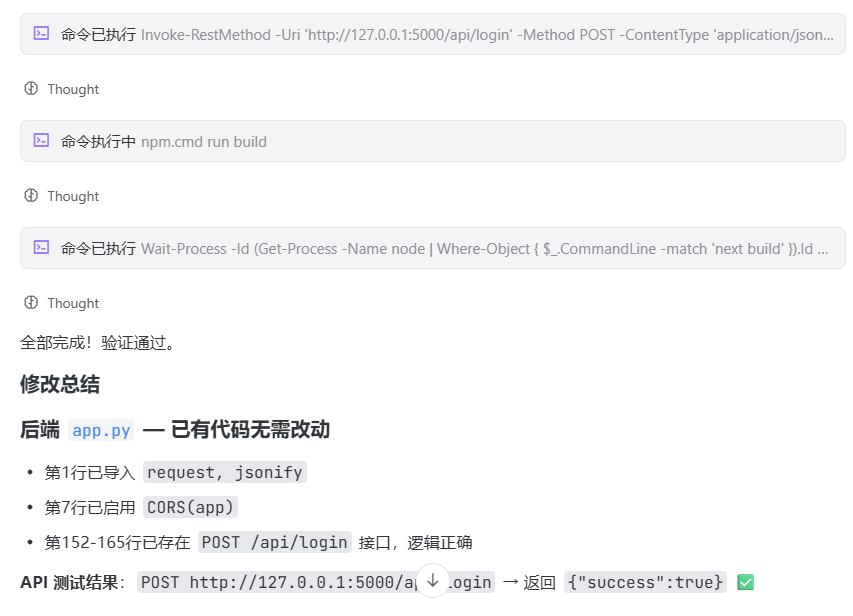 命令已执行 Invoke-RestMethod -Uri 'http://127.0.0.1:5000/api/login' -Method POST -ContentType 'application/json...
Thought
命令执行中 npm.cmd run build
Thought
命令已执行 Wait-Process -Id (Get-Process -Name node | Where-Object { $_.CommandLine -match 'next build' }).Id ...
Thought
全部完成！验证通过。
修改总结
后端 app.py — 已有代码无需改动
• 第1行已导入 request, jsonify
• 第7行已启用 CORS(app)
• 第152-165行已存在 POST /api/login 接口，逻辑正确
API 测试结果： POST http://127.0.0.1:5000/a login → 返回 {"success":true} ✅